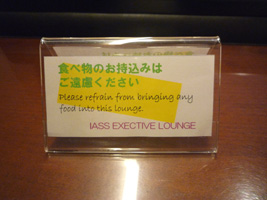 食べ物のお持込みは
ご遠慮ください
Please refrain from bringing any
food into this lounge.
IASS EXECTIVE LOUNGE